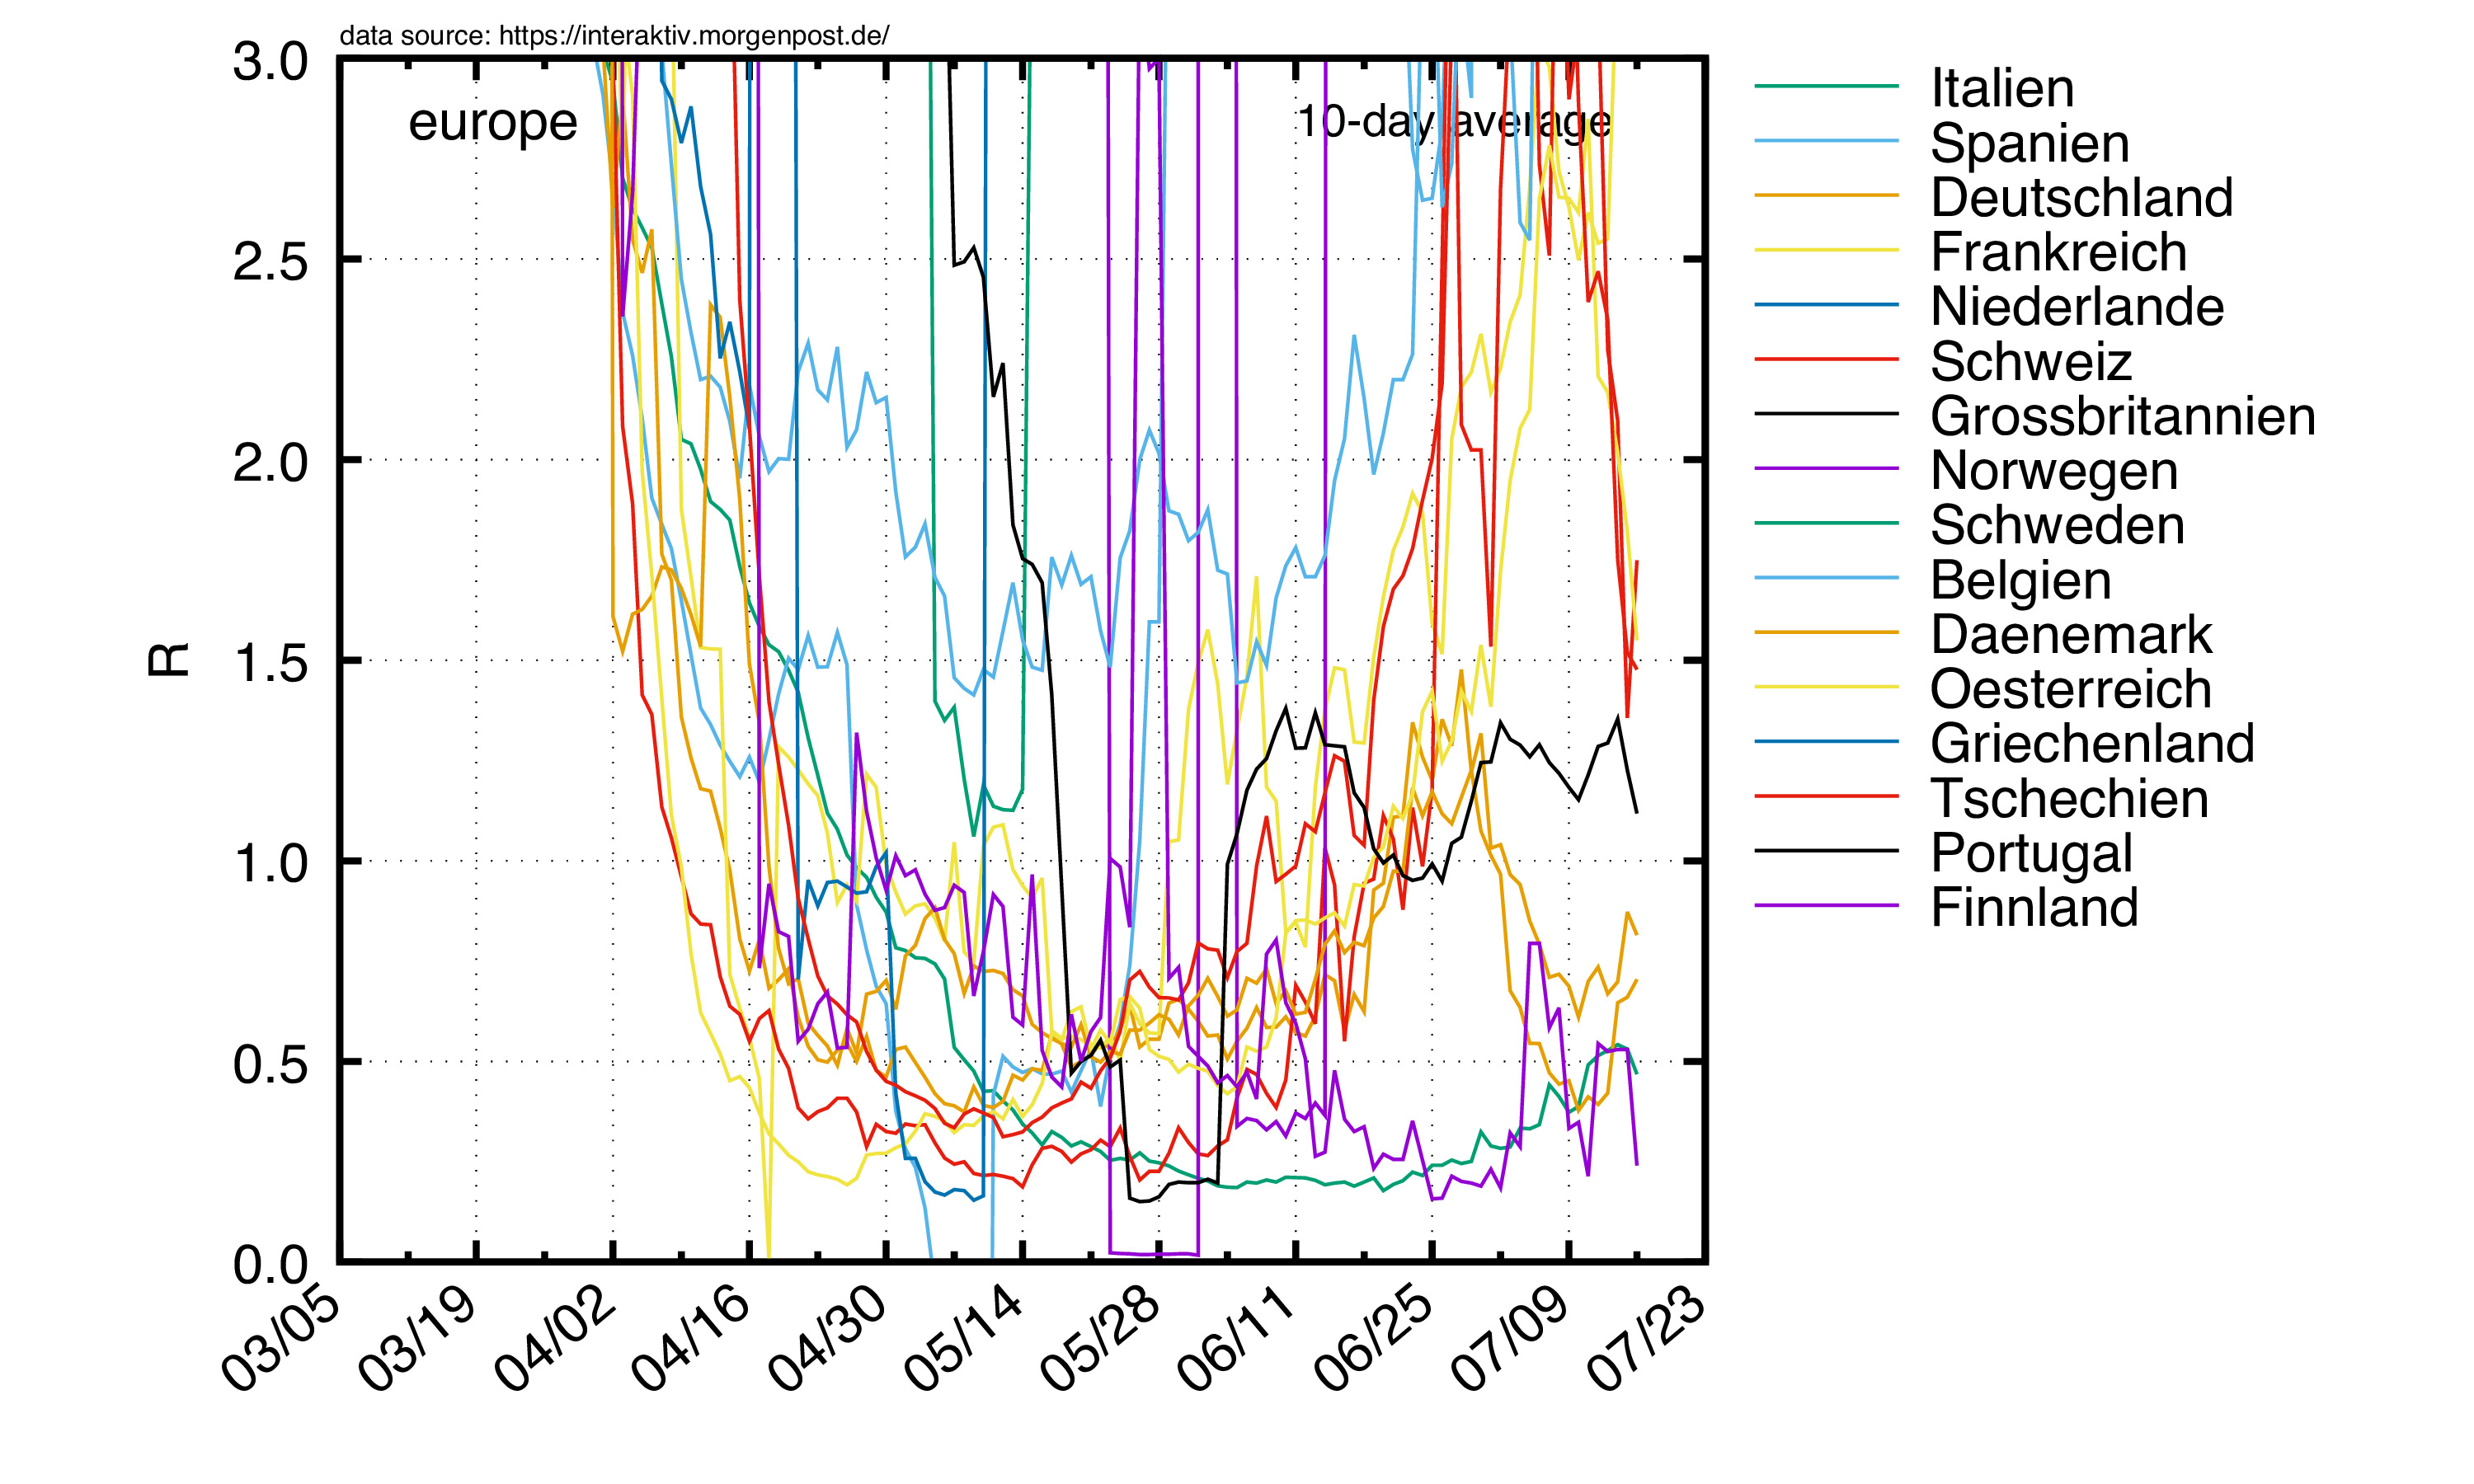 data source: https://interaktiv.morgenpost.de/
europe
10-day average
R
3.0
2.5
2.0
1.5
1.0
0.5
0.0
03/05
03/19
04/02
04/16
04/30
05/14
05/28
06/11
06/25
07/09
07/23
Italien
Spanien
Deutschland
Frankreich
Niederlande
Schweiz
Grossbritannien
Norwegen
Schweden
Belgien
Daenemark
Oesterreich
Griechenland
Tschechien
Portugal
Finnland